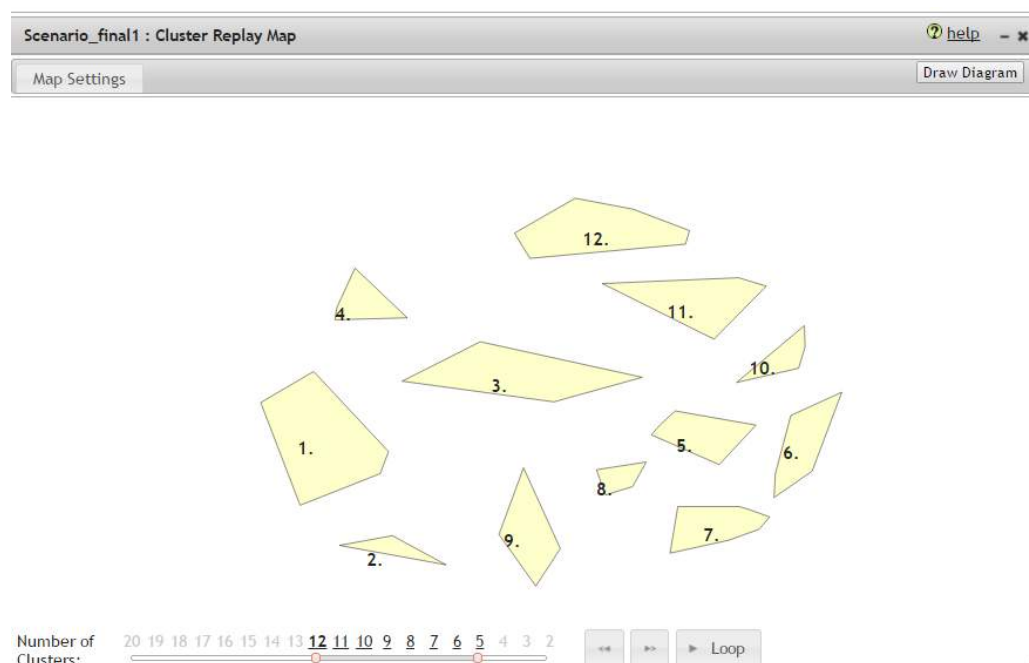 Scenario_final1 : Cluster Replay Map
? help
Map Settings
Draw Diagram
12.
11.
4.
10.
3.
5.
1.
6.
8.
7.
9.
2.
Number of Clusters: 20 19 18 17 16 15 14 13 12 11 10 9 8 7 6 5 4 3 2
Loop